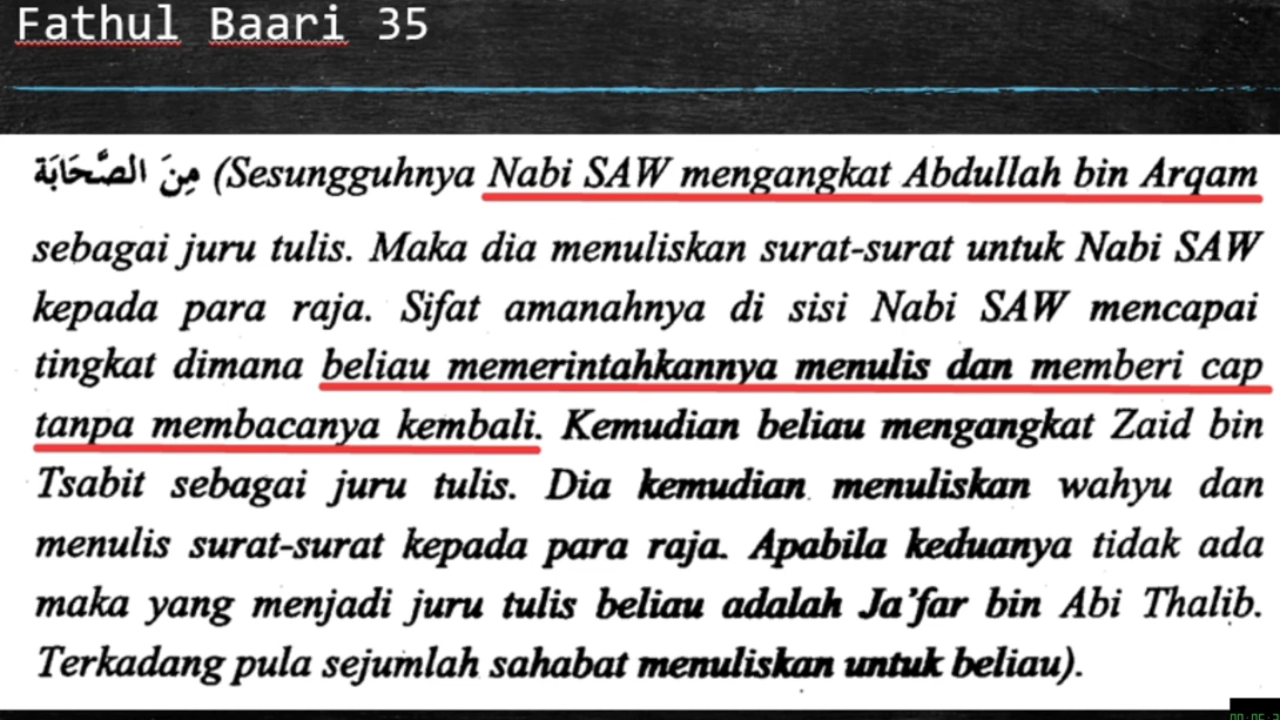 Fathul Baari 35
مِنَ الصَّحَابَة (Sesungguhnya Nabi SAW mengangkat Abdullah bin Arqam
sebagai juru tulis. Maka dia menuliskan surat-surat untuk Nabi SAW
kepada para raja. Sifat amanahnya di sisi Nabi SAW mencapai
tingkat dimana beliau memerintahkannya menulis dan memberi cap
tanpa membacanya kembali. Kemudian beliau mengangkat Zaid bin
Tsabit sebagai juru tulis. Dia kemudian menuliskan wahyu dan
menulis surat-surat kepada para raja. Apabila keduanya tidak ada
maka yang menjadi juru tulis beliau adalah Ja'far bin Abi Thalib.
Terkadang pula sejumlah sahabat menuliskan untuk beliau).